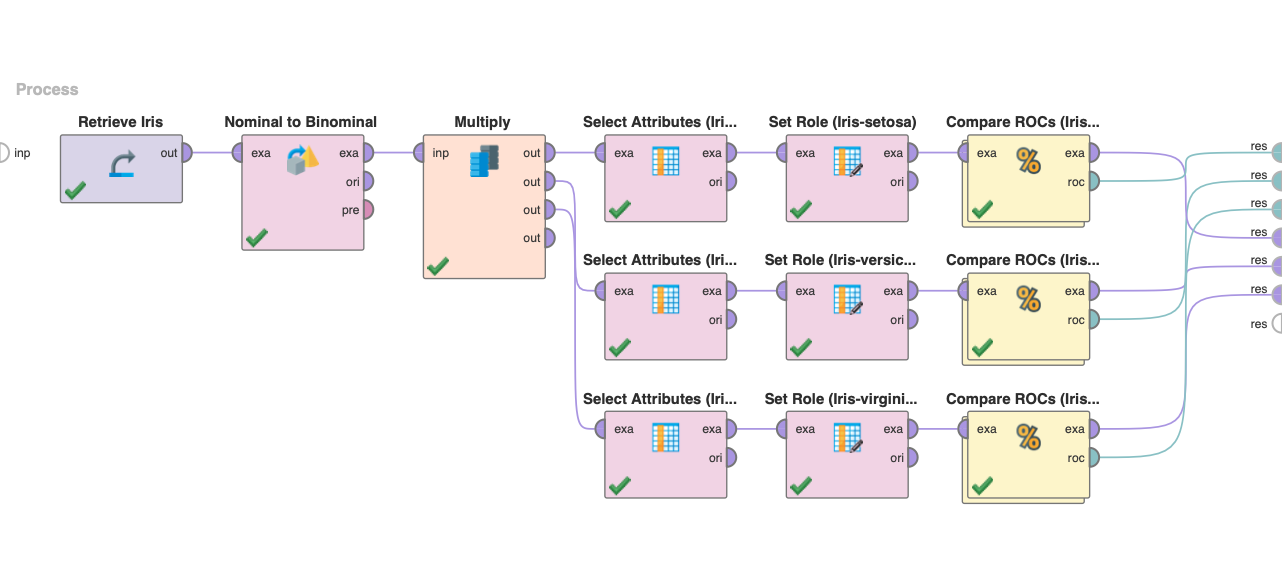 Process
Retrieve Iris
Nominal to Binominal
Multiply
Select Attributes (Iri...
Set Role (Iris-setosa)
Compare ROCs (Iris...
inp
out
exa
exa
ori
pre
inp
out
out
out
out
exa
exa
ori
exa
exa
ori
exa
exa
roc
res
res
res
res
res
res
res
Select Attributes (Iri...
Set Role (Iris-versic...
Compare ROCs (Iris...
exa
exa
ori
exa
exa
ori
exa
exa
roc
Select Attributes (Iri...
Set Role (Iris-virgini...
Compare ROCs (Iris...
exa
exa
ori
exa
exa
ori
exa
exa
roc